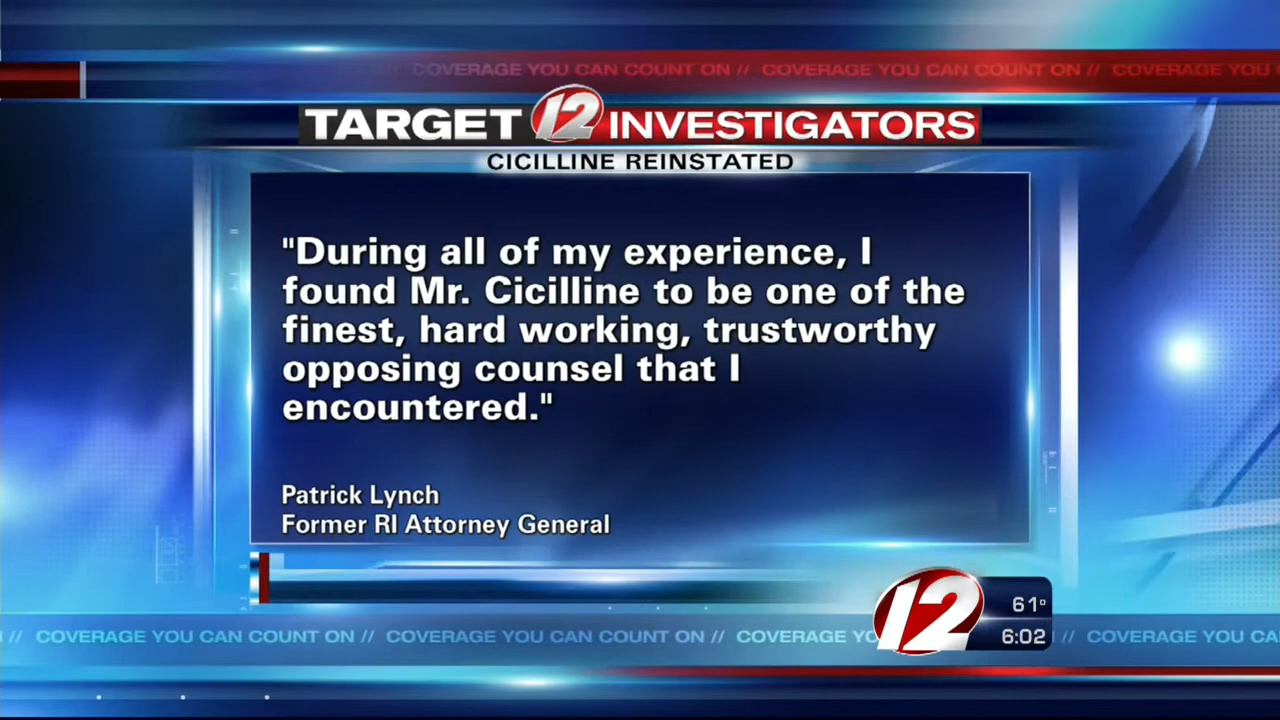 COVERAGE YOU CAN COUNT ON // COVERAGE YOU CAN COUNT ON // COVERAGE YOU
TARGET 12 INVESTIGATORS
CICILLINE REINSTATED
"During all of my experience, I
found Mr. Cicilline to be one of the
finest, hard working, trustworthy
opposing counsel that I
encountered."
Patrick Lynch
Former RI Attorney General
12
61°
6:02
// COVERAGE YOU CAN COUNT ON // COVERAGE YOU CAN COUNT ON // COVERAGE YO // COVERAGE YOU CA